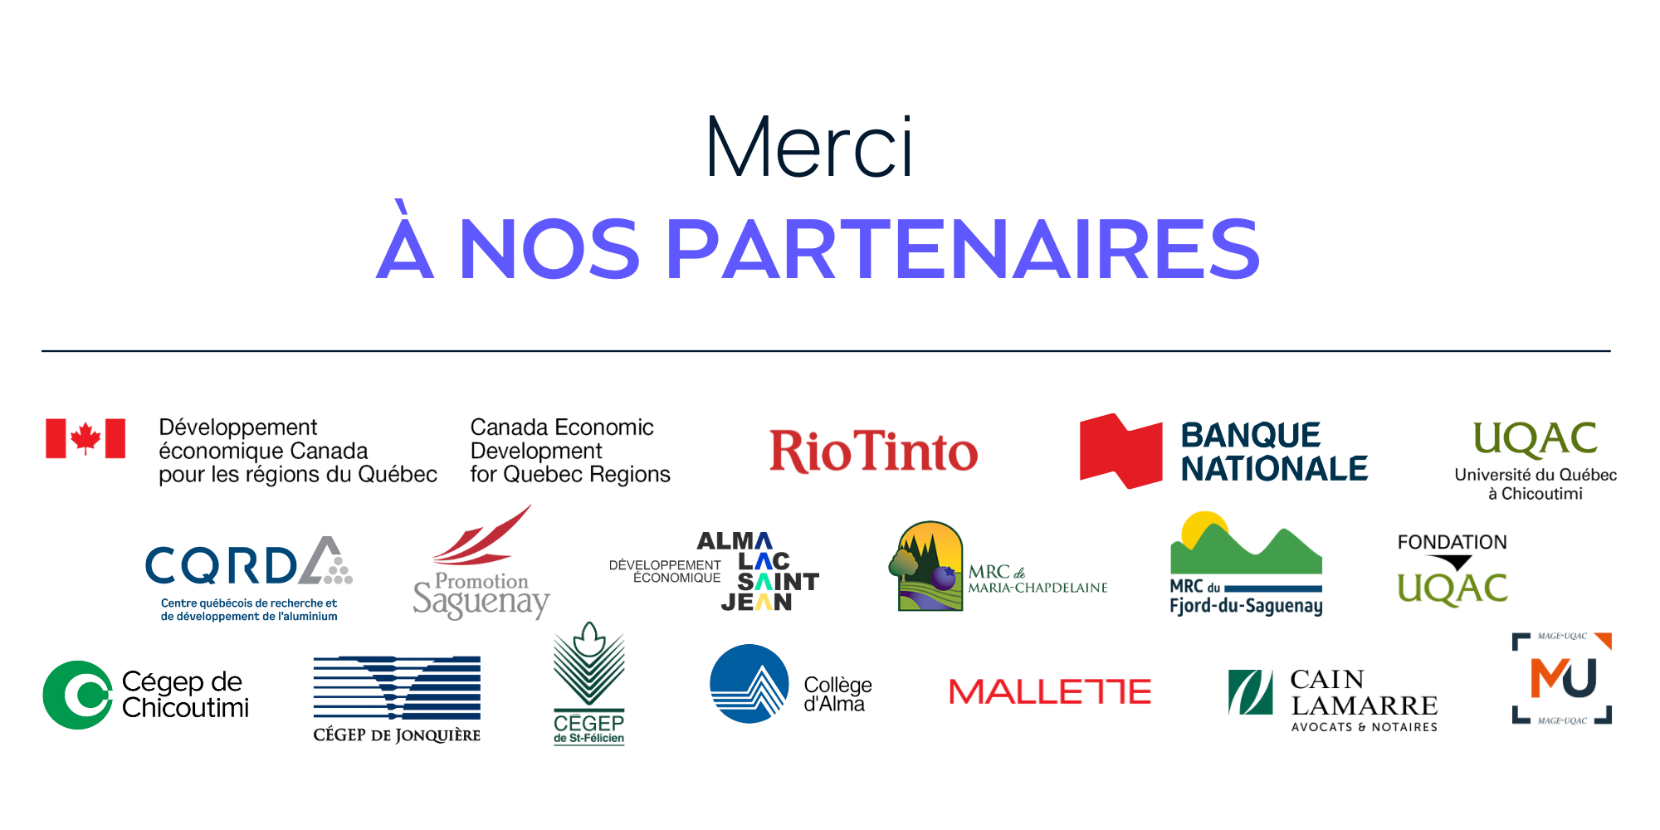 Merci
À NOS PARTENAIRES
Développement
économique Canada
pour les régions du Québec
Canada Economic
Development
for Quebec Regions
RioTinto
BANQUE
NATIONALE
UQAC
Université du Québec
à Chicoutimi
CQRDA
Centre québécois de recherche et
de développement de l'aluminium
Promotion
Saguenay
DÉVELOPPEMENT
ÉCONOMIQUE
ALMA
LAC
SAINT
JEAN
MRC de
MARIA-CHAPDELAINE
MRC du
Fjord-du-Saguenay
FONDATION
UQAC
Cégep de
Chicoutimi
CÉGEP DE JONQUIÈRE
CÉGEP
de St-Félicien
Collège
d'Alma
MALLETTE
CAIN
LAMARRE
AVOCATS & NOTAIRES
MAGE-UQAC
MU
MAGE-UQAC